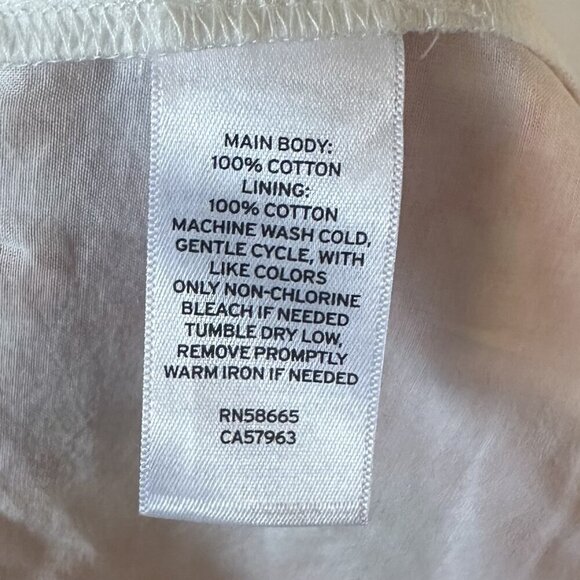 MAIN BODY:
100% COTTON
LINING:
100% COTTON
MACHINE WASH COLD,
GENTLE CYCLE, WITH
LIKE COLORS
ONLY NON-CHLORINE
BLEACH IF NEEDED
TUMBLE DRY LOW,
REMOVE PROMPTLY
WARM IRON IF NEEDED
RN58665
CA57963